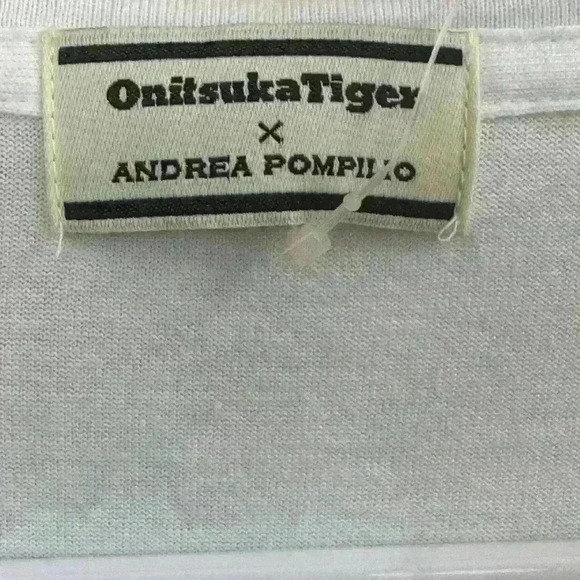 OnitsukaTiger
×
ANDREA POMPILIO